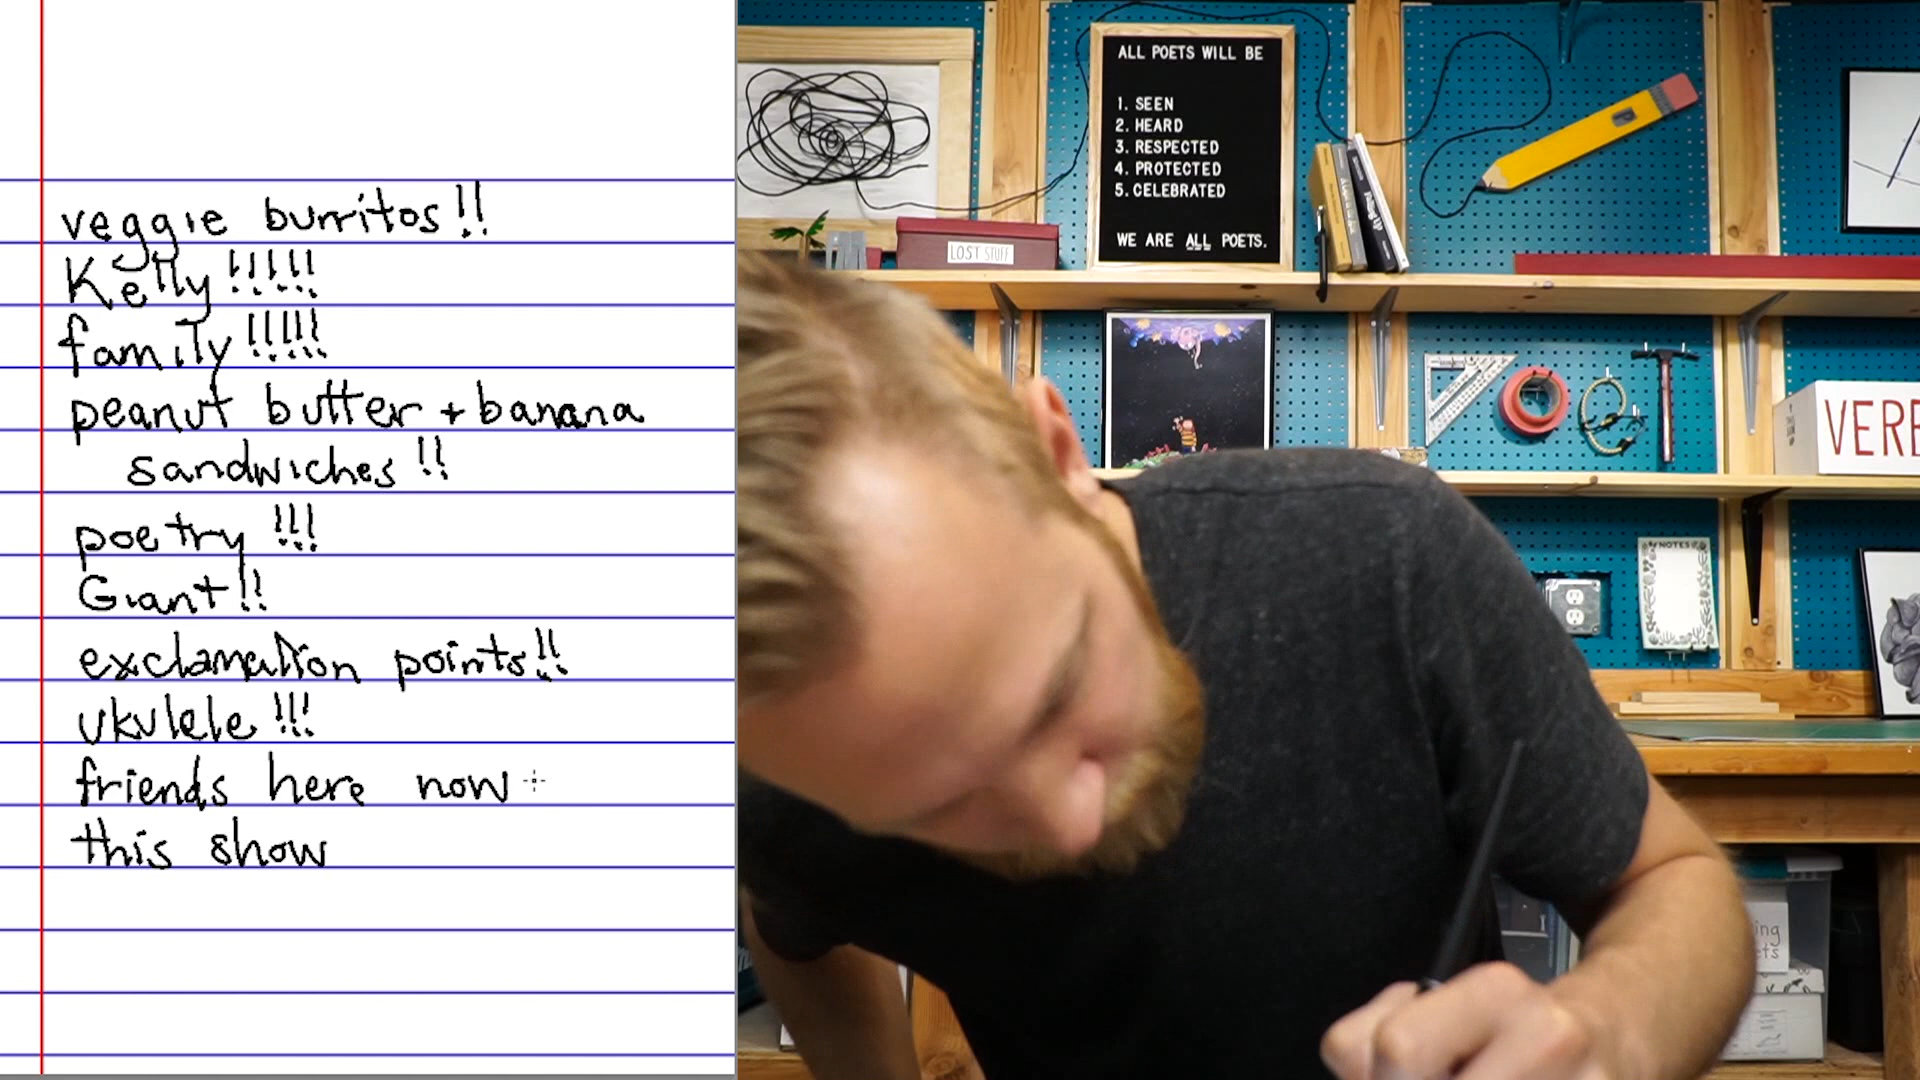 veggie burritos!!
Kelly!!!!!
family!!!!!
peanut butter + banana
sandwiches!!
poetry!!!
Giant!!
exclamation points!!
ukulele!!!
friends here now
this show
ALL POETS WILL BE
1. SEEN
2. HEARD
3. RESPECTED
4. PROTECTED
5. CELEBRATED
WE ARE ALL POETS.
LOST STUFF
VERB
NOTES